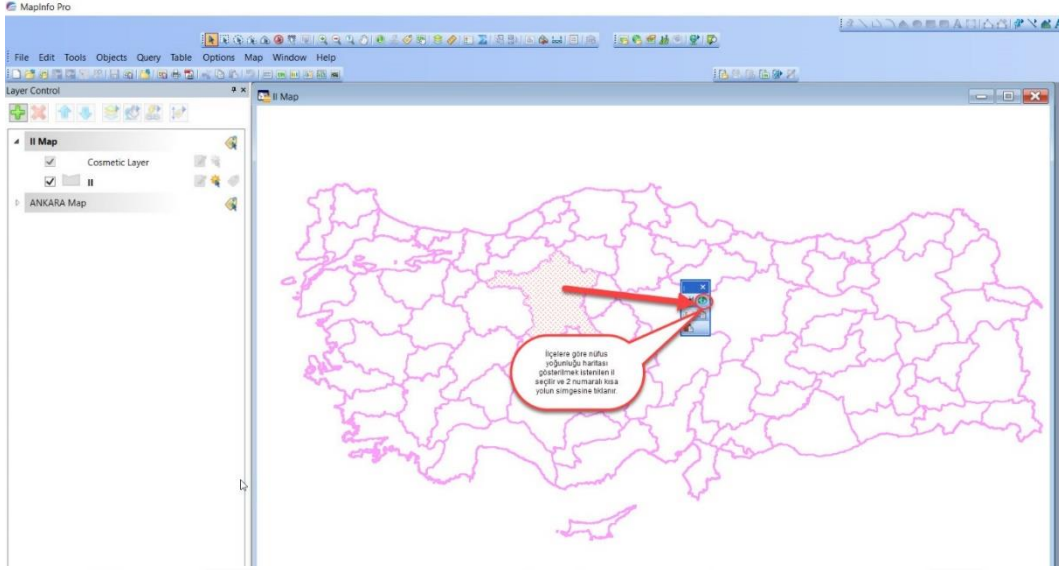 MapInfo Pro
File Edit Tools Objects Query Table Options Map Window Help
Layer Control
Il Map
Il Map
Cosmetic Layer
Il
ANKARA Map
İlçelere göre nüfus
yoğunluğu haritası
gösterilmek istenilen il
seçilir ve 2 numaralı kısa
yolun simgesine tıklanır.